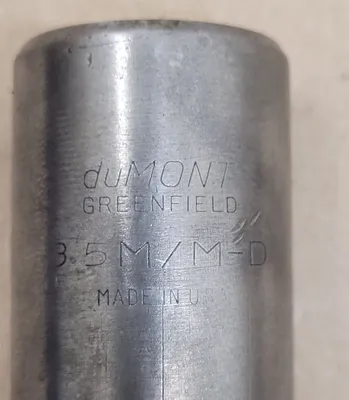 duMONT
GREENFIELD
35M/M-D
MADE IN U